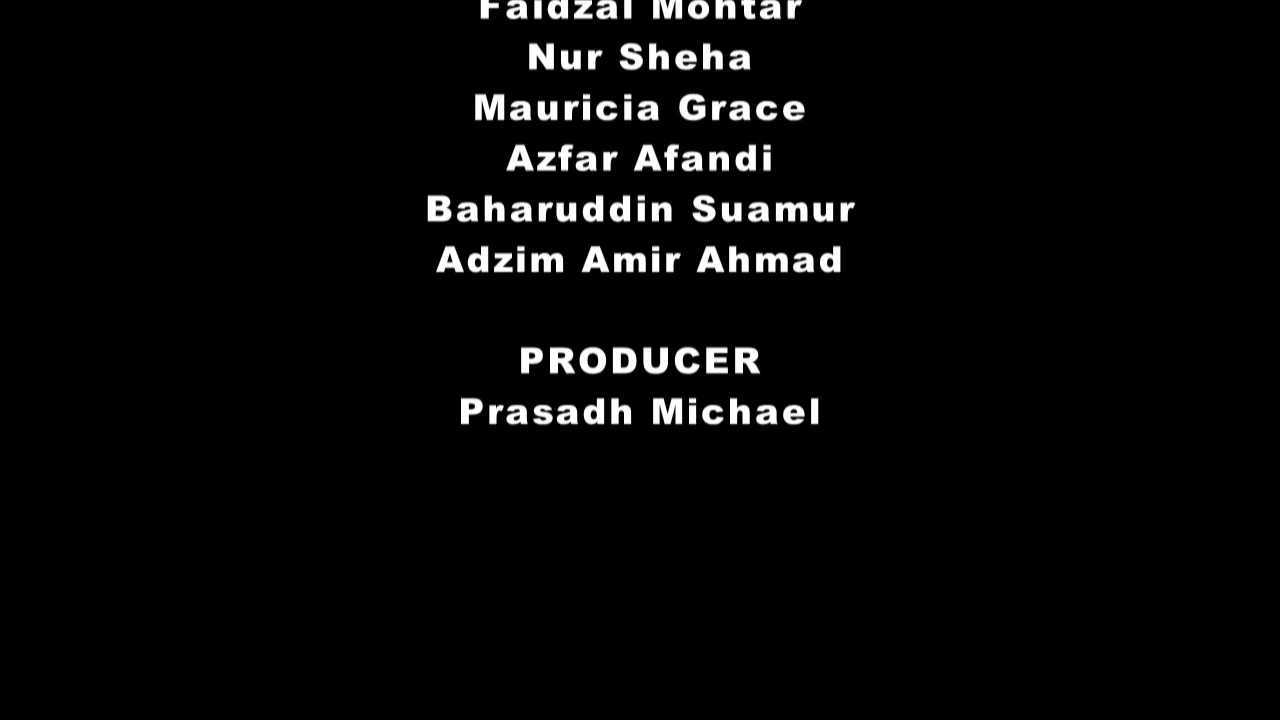 Faidzal Mohtar
Nur Sheha
Mauricia Grace
Azfar Afandi
Baharuddin Suamur
Adzim Amir Ahmad
PRODUCER
Prasadh Michael